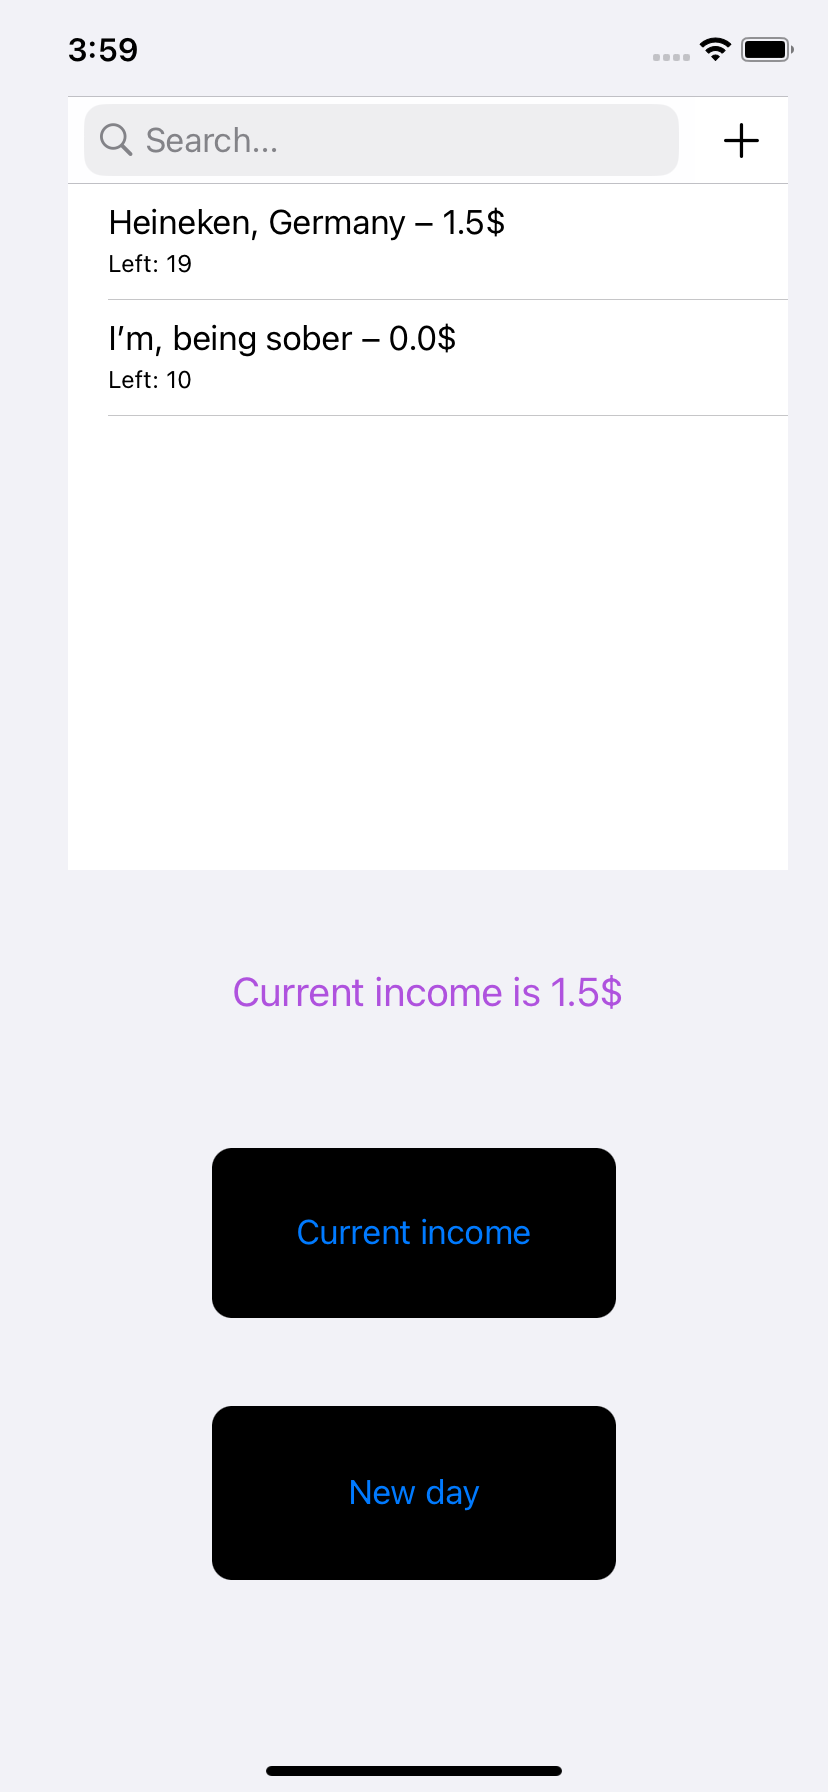 3:59
Search...
Heineken, Germany – 1.5$
Left: 19
I’m, being sober – 0.0$
Left: 10
Current income is 1.5$
Current income
New day